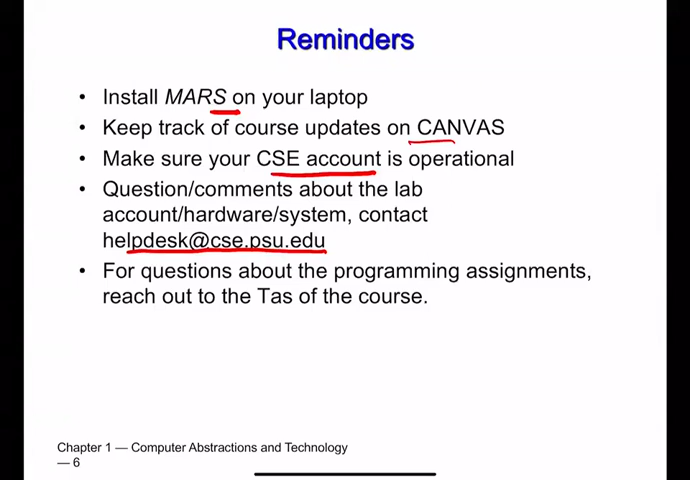 Reminders
• Install MARS on your laptop
• Keep track of course updates on CANVAS
• Make sure your CSE account is operational
• Question/comments about the lab
account/hardware/system, contact
helpdesk@cse.psu.edu
• For questions about the programming assignments,
reach out to the Tas of the course.
Chapter 1 — Computer Abstractions and Technology
— 6